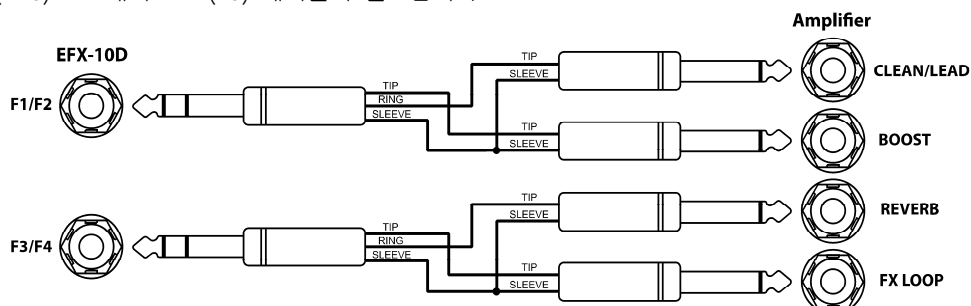 Amplifier
EFX-10D
F1/F2
TIP
RING
SLEEVE
TIP
SLEEVE
CLEAN/LEAD
TIP
SLEEVE
BOOST
F3/F4
TIP
RING
SLEEVE
TIP
SLEEVE
REVERB
TIP
SLEEVE
FX LOOP